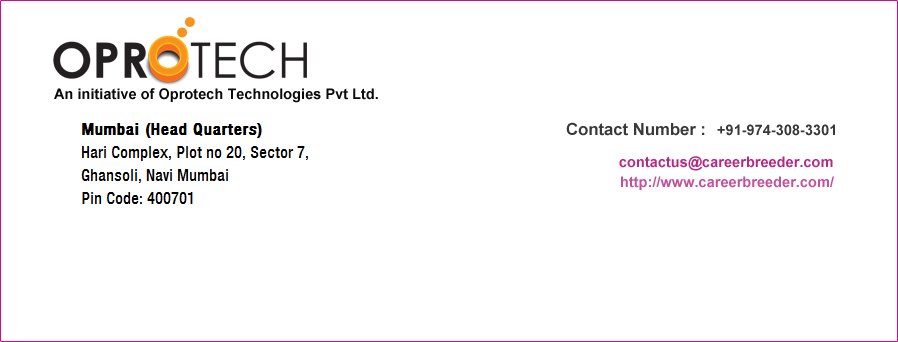 OPROTECH
An initiative of Oprotech Technologies Pvt Ltd.
Mumbai (Head Quarters)
Hari Complex, Plot no 20, Sector 7,
Ghansoli, Navi Mumbai
Pin Code: 400701
Contact Number : +91-974-308-3301
contactus@careerbreeder.com
http://www.careerbreeder.com/